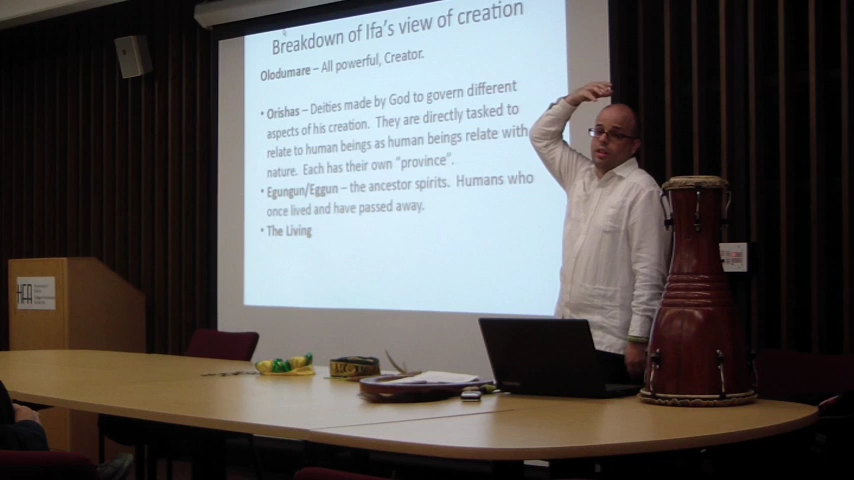 Breakdown of Ifa's view of creation
Olodumare – All powerful, Creator.
• Orishas – Deities made by God to govern different
aspects of his creation. They are directly tasked to
relate to human beings as human beings relate with
nature. Each has their own "province".
• Egungun/Eggun – the ancestor spirits. Humans who
once lived and have passed away.
• The Living
HFA